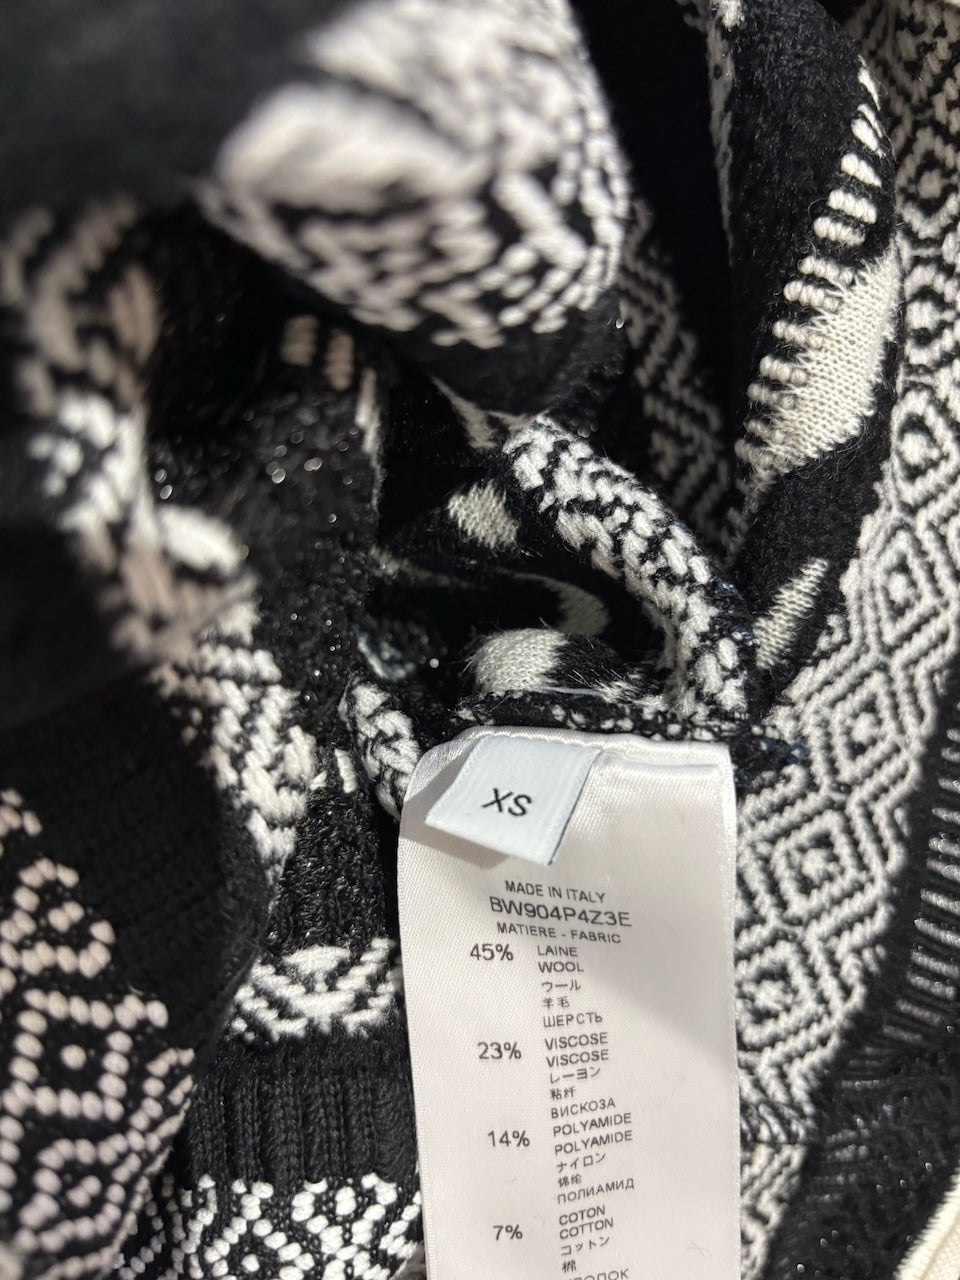 XS
MADE IN ITALY
BW904P4Z3E
MATIERE - FABRIC
45% LAINE
WOOL
ウール
羊毛
ШЕРСТЬ
23% VISCOSE
VISCOSE
レーヨン
粘纤
ВИСКОЗА
14% POLYAMIDE
POLYAMIDE
ナイロン
锦纶
ПОЛИАМИД
7% COTON
COTTON
コットン
棉